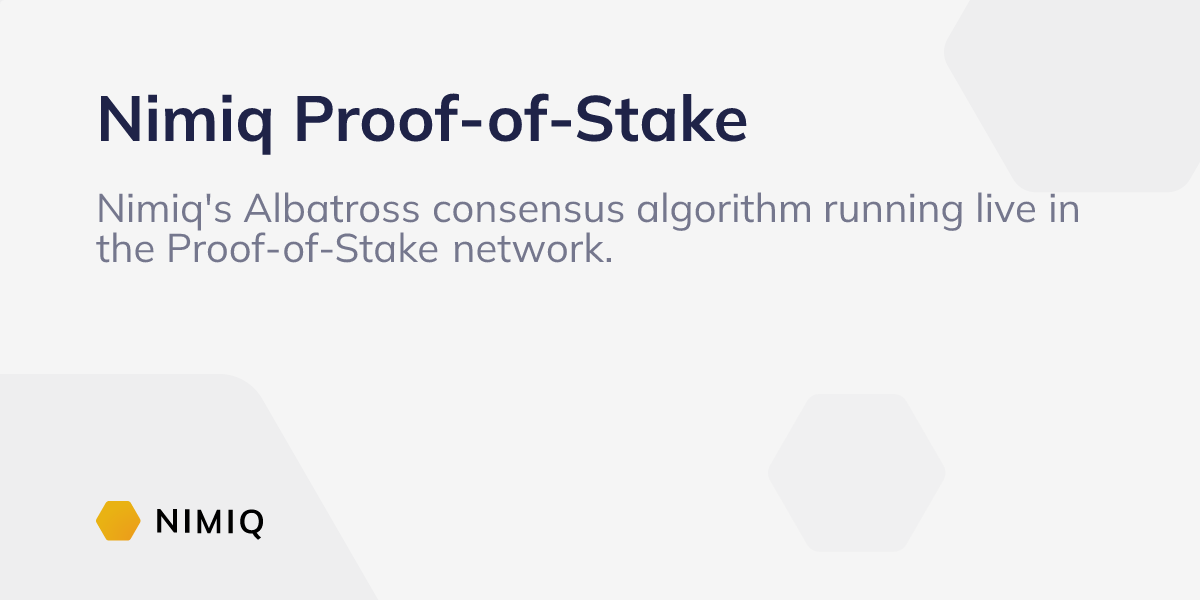 Nimiq Proof-of-Stake
Nimiq's Albatross consensus algorithm running live in
the Proof-of-Stake network.
NIMIQ